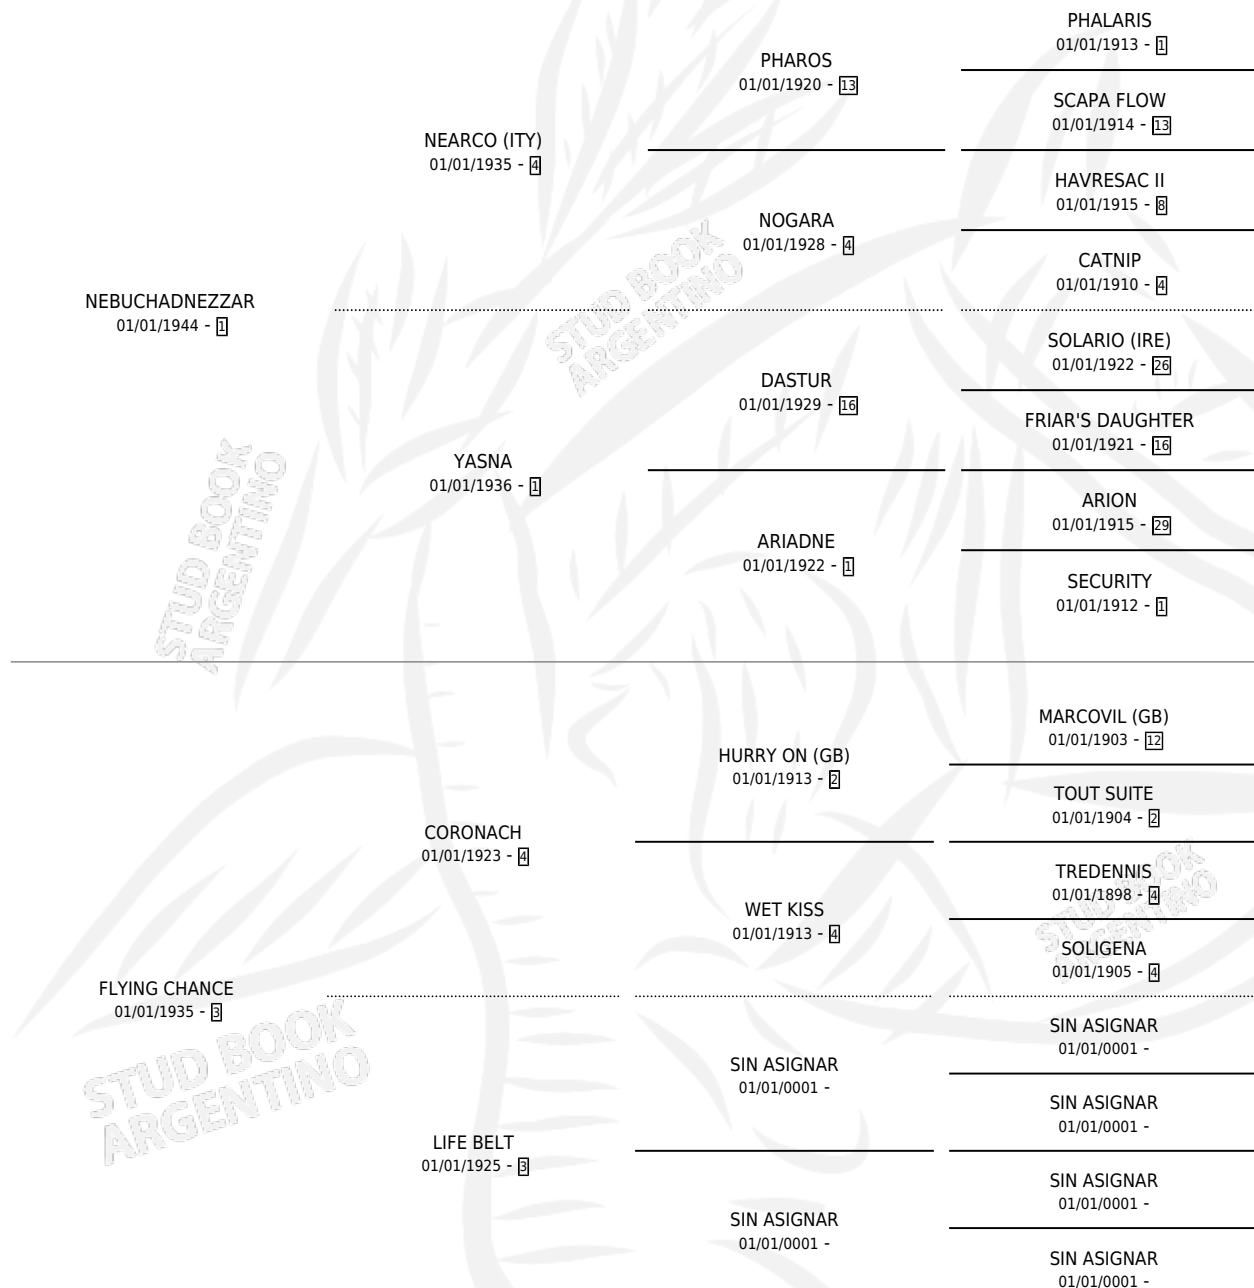 PHALARIS
01/01/1913 - 1
PHAROS
01/01/1920 - 13
SCAPA FLOW
01/01/1914 - 13
NEARCO (ITY)
01/01/1935 - 4
HAVRESAC II
01/01/1915 - 8
NOGARA
01/01/1928 - 4
CATNIP
01/01/1910 - 4
NEBUCHADNEZZAR
01/01/1944 - 1
STUD BOOK
ARGENTINO
SOLARIO (IRE)
01/01/1922 - 26
DASTUR
01/01/1929 - 16
FRIAR'S DAUGHTER
01/01/1921 - 16
YASNA
01/01/1936 - 1
ARION
01/01/1915 - 29
ARIADNE
01/01/1922 - 1
SECURITY
01/01/1912 - 1
STUD BOOK
ARGENTINO
MARCOVIL (GB)
01/01/1903 - 12
HURRY ON (GB)
01/01/1913 - 2
TOUT SUITE
01/01/1904 - 2
CORONACH
01/01/1923 - 4
TREDENNIS
01/01/1898 - 4
WET KISS
01/01/1913 - 4
STUD BOOK
ARGENTINO
SOLIGENA
01/01/1905 - 4
FLYING CHANCE
01/01/1935 - 3
STUD BOOK
ARGENTINO
SIN ASIGNAR
01/01/0001 -
SIN ASIGNAR
01/01/0001 -
SIN ASIGNAR
01/01/0001 -
LIFE BELT
01/01/1925 - 3
SIN ASIGNAR
01/01/0001 -
SIN ASIGNAR
01/01/0001 -
SIN ASIGNAR
01/01/0001 -